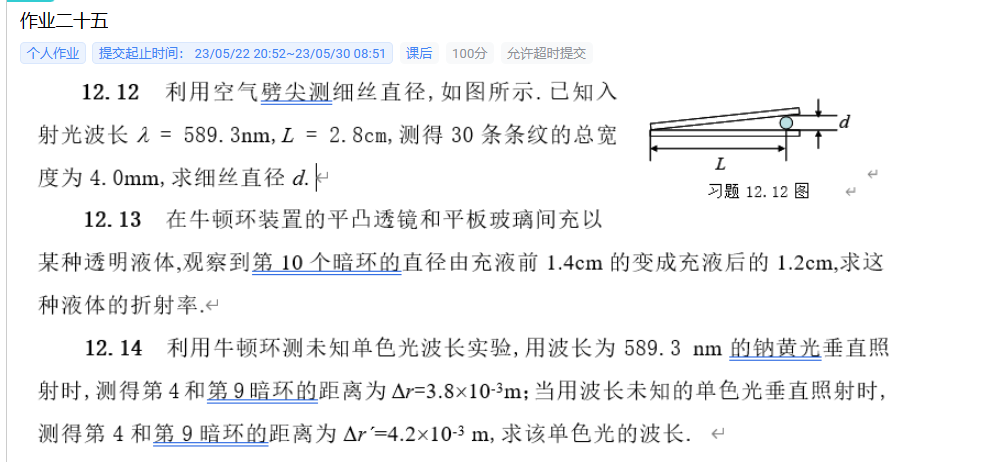 作业二十五
个人作业 提交起止时间: 23/05/22 20:52~23/05/30 08:51 课后 100分 允许超时提交
12.12 利用空气劈尖测细丝直径,如图所示.已知入
射光波长 λ = 589.3nm, L = 2.8cm,测得 30 条条纹的总宽
度为 4.0mm,求细丝直径 d.↵
d
L
习题 12.12 图
12.13 在牛顿环装置的平凸透镜和平板玻璃间充以
某种透明液体,观察到第 10 个暗环的直径由充液前 1.4cm 的变成充液后的 1.2cm,求这
种液体的折射率.↵
12.14 利用牛顿环测未知单色光波长实验,用波长为 589.3 nm 的钠黄光垂直照
射时,测得第 4 和第 9 暗环的距离为 Δr=3.8×10⁻³m;当用波长未知的单色光垂直照射时,
测得第 4 和第 9 暗环的距离为 Δr´=4.2×10⁻³ m,求该单色光的波长. ↵